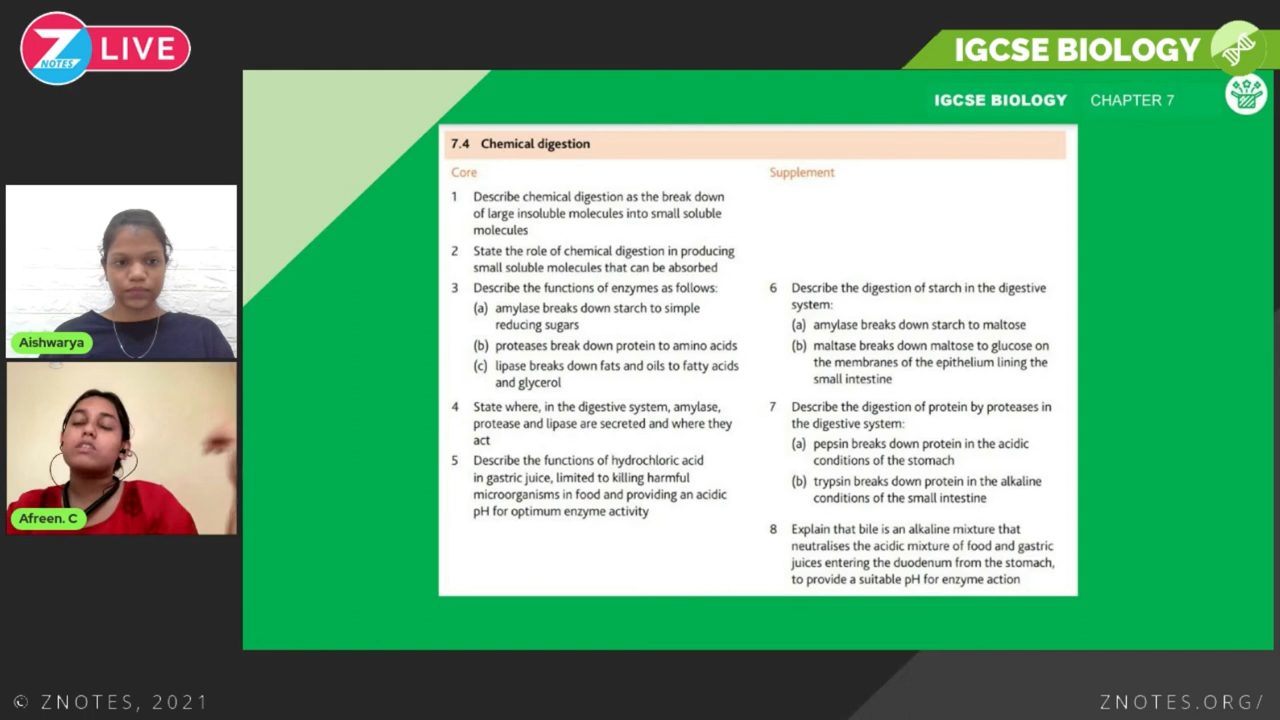 Z
NOTES
LIVE
IGCSE BIOLOGY
IGCSE BIOLOGY CHAPTER 7
7.4 Chemical digestion
Core
1 Describe chemical digestion as the break down
of large insoluble molecules into small soluble
molecules
2 State the role of chemical digestion in producing
small soluble molecules that can be absorbed
3 Describe the functions of enzymes as follows:
(a) amylase breaks down starch to simple
reducing sugars
(b) proteases break down protein to amino acids
(c) lipase breaks down fats and oils to fatty acids
and glycerol
4 State where, in the digestive system, amylase,
protease and lipase are secreted and where they
act
5 Describe the functions of hydrochloric acid
in gastric juice, limited to killing harmful
microorganisms in food and providing an acidic
pH for optimum enzyme activity
Supplement
6 Describe the digestion of starch in the digestive
system:
(a) amylase breaks down starch to maltose
(b) maltase breaks down maltose to glucose on
the membranes of the epithelium lining the
small intestine
7 Describe the digestion of protein by proteases in
the digestive system:
(a) pepsin breaks down protein in the acidic
conditions of the stomach
(b) trypsin breaks down protein in the alkaline
conditions of the small intestine
8 Explain that bile is an alkaline mixture that
neutralises the acidic mixture of food and gastric
juices entering the duodenum from the stomach,
to provide a suitable pH for enzyme action
Aishwarya
Afreen. C
© ZNOTES, 2021
ZNOTES.ORG/